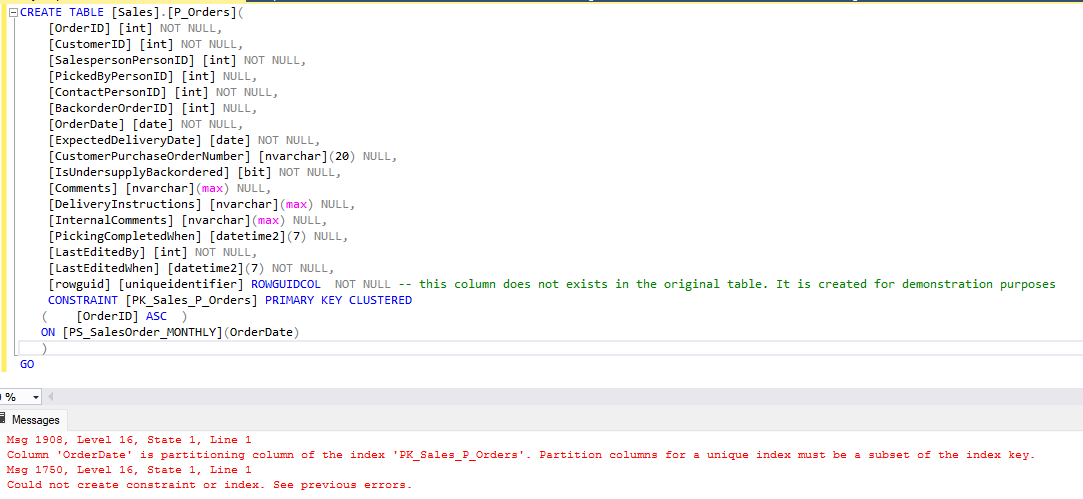 CREATE TABLE [Sales].[P_Orders](
[OrderID] [int] NOT NULL,
[CustomerID] [int] NOT NULL,
[SalespersonPersonID] [int] NOT NULL,
[PickedByPersonID] [int] NULL,
[ContactPersonID] [int] NOT NULL,
[BackorderOrderID] [int] NULL,
[OrderDate] [date] NOT NULL,
[ExpectedDeliveryDate] [date] NOT NULL,
[CustomerPurchaseOrderNumber] [nvarchar](20) NULL,
[IsUndersupplyBackordered] [bit] NOT NULL,
[Comments] [nvarchar](max) NULL,
[DeliveryInstructions] [nvarchar](max) NULL,
[InternalComments] [nvarchar](max) NULL,
[PickingCompletedWhen] [datetime2](7) NULL,
[LastEditedBy] [int] NOT NULL,
[LastEditedWhen] [datetime2](7) NOT NULL,
[rowguid] [uniqueidentifier] ROWGUIDCOL  NOT NULL -- this column does not exists in the original table. It is created for demonstration purposes
CONSTRAINT [PK_Sales_P_Orders] PRIMARY KEY CLUSTERED
(    [OrderID] ASC  )
ON [PS_SalesOrder_MONTHLY](OrderDate)
)
GO
%
Messages
Msg 1908, Level 16, State 1, Line 1
Column 'OrderDate' is partitioning column of the index 'PK_Sales_P_Orders'. Partition columns for a unique index must be a subset of the index key.
Msg 1750, Level 16, State 1, Line 1
Could not create constraint or index. See previous errors.